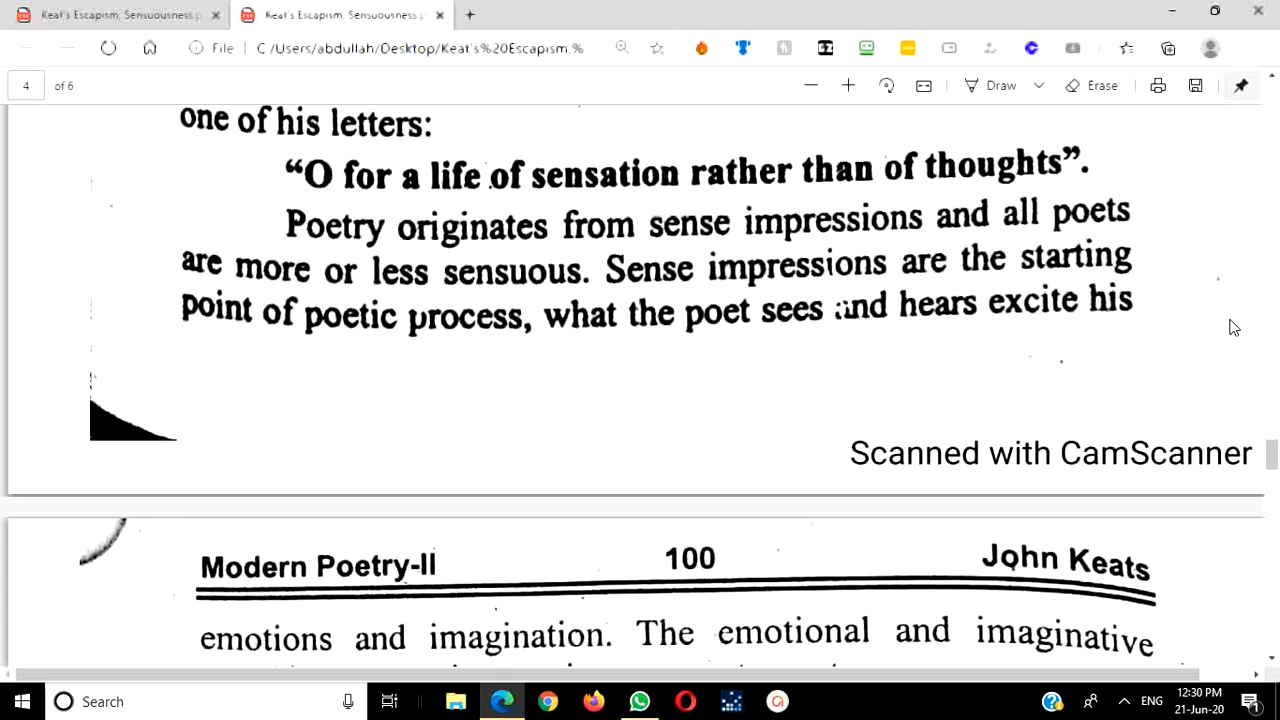 Keat's Escapism, Sensuousness
Keat's Escapism, Sensuousness
File C:/Users/abdullah/Desktop/Keat's%20Escapism,%
4 of 6 Draw Erase
one of his letters:
“O for a life of sensation rather than of thoughts”.
Poetry originates from sense impressions and all poets
are more or less sensuous. Sense impressions are the starting
point of poetic process, what the poet sees and hears excite his
Scanned with CamScanner
Modern Poetry-II 100 John Keats
emotions and imagination. The emotional and imaginative
Search ENG 12:30 PM
21-Jun-20